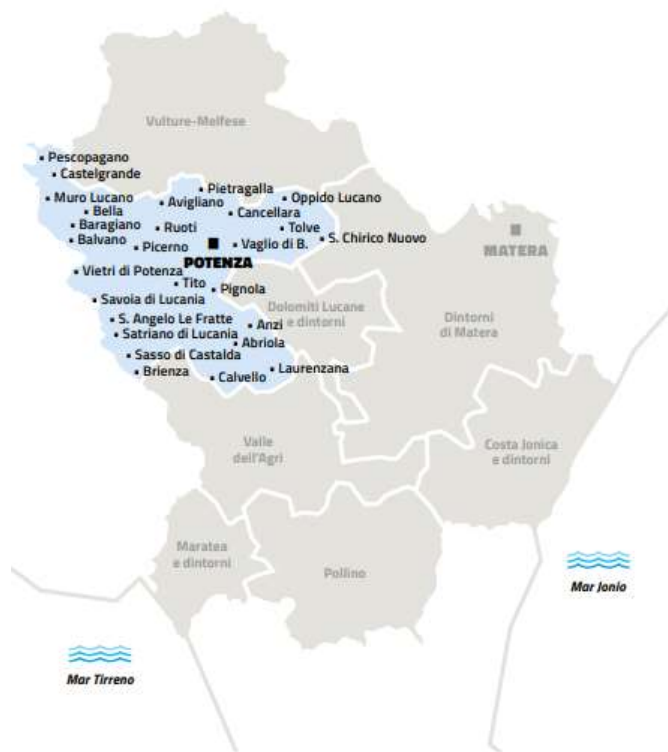 Vulture-Melfese
Pescopagano
Castelgrande
Pietragalla
Muro Lucano
Avigliano
Oppido Lucano
Bella
Cancellara
Baragiano
Ruoti
Tolve
Balvano
Picerno
Vaglio di B.
S. Chirico Nuovo
MATERA
POTENZA
Vietri di Potenza
Tito
Pignola
Savoia di Lucania
Dolomiti Lucane
e dintorni
Dintorni
di Matera
S. Angelo Le Fratte
Anzi
Satriano di Lucania
Abriola
Sasso di Castalda
Brienza
Calvello
Laurenzana
Valle
dell'Agri
Costa Jonica
e dintorni
Maratea
e dintorni
Pollino
Mar Jonio
Mar Tirreno